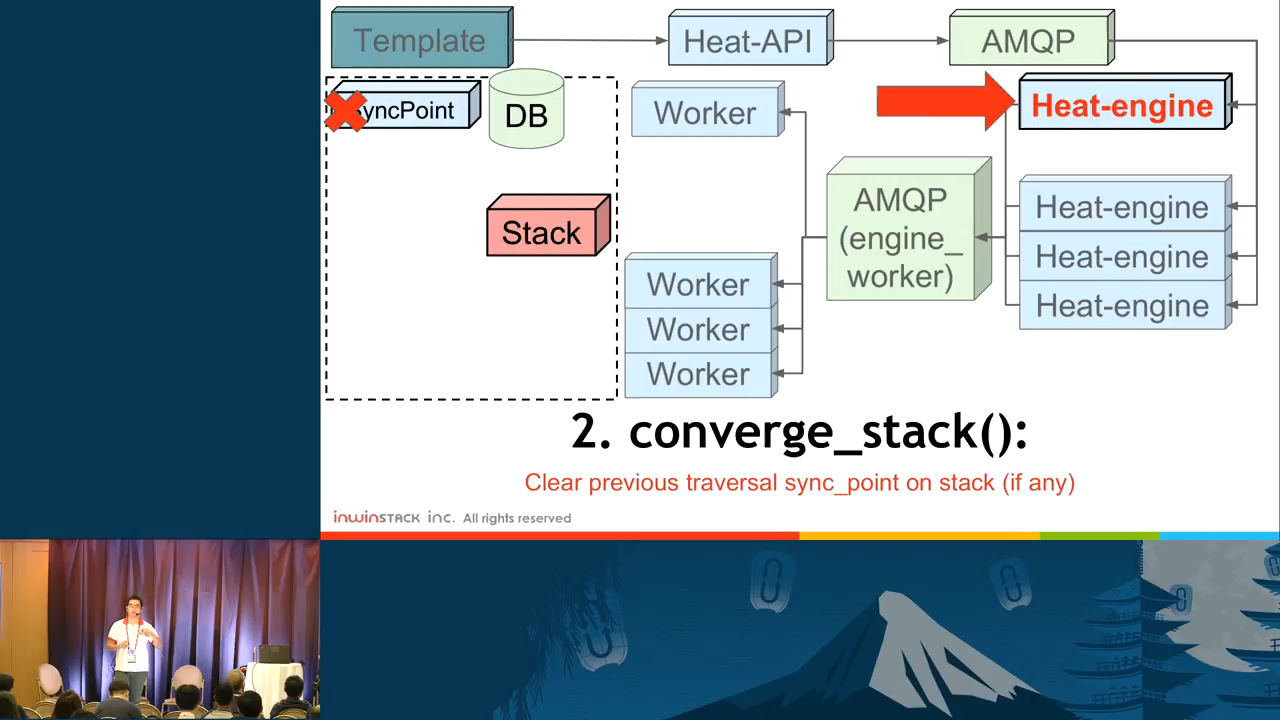 Template
Heat-API
AMQP
yncPoint
DB
Worker
Heat-engine
Stack
AMQP
(engine_
worker)
Heat-engine
Heat-engine
Heat-engine
Worker
Worker
Worker
2. converge_stack():
Clear previous traversal sync_point on stack (if any)
inwinSTACK inc. All rights reserved